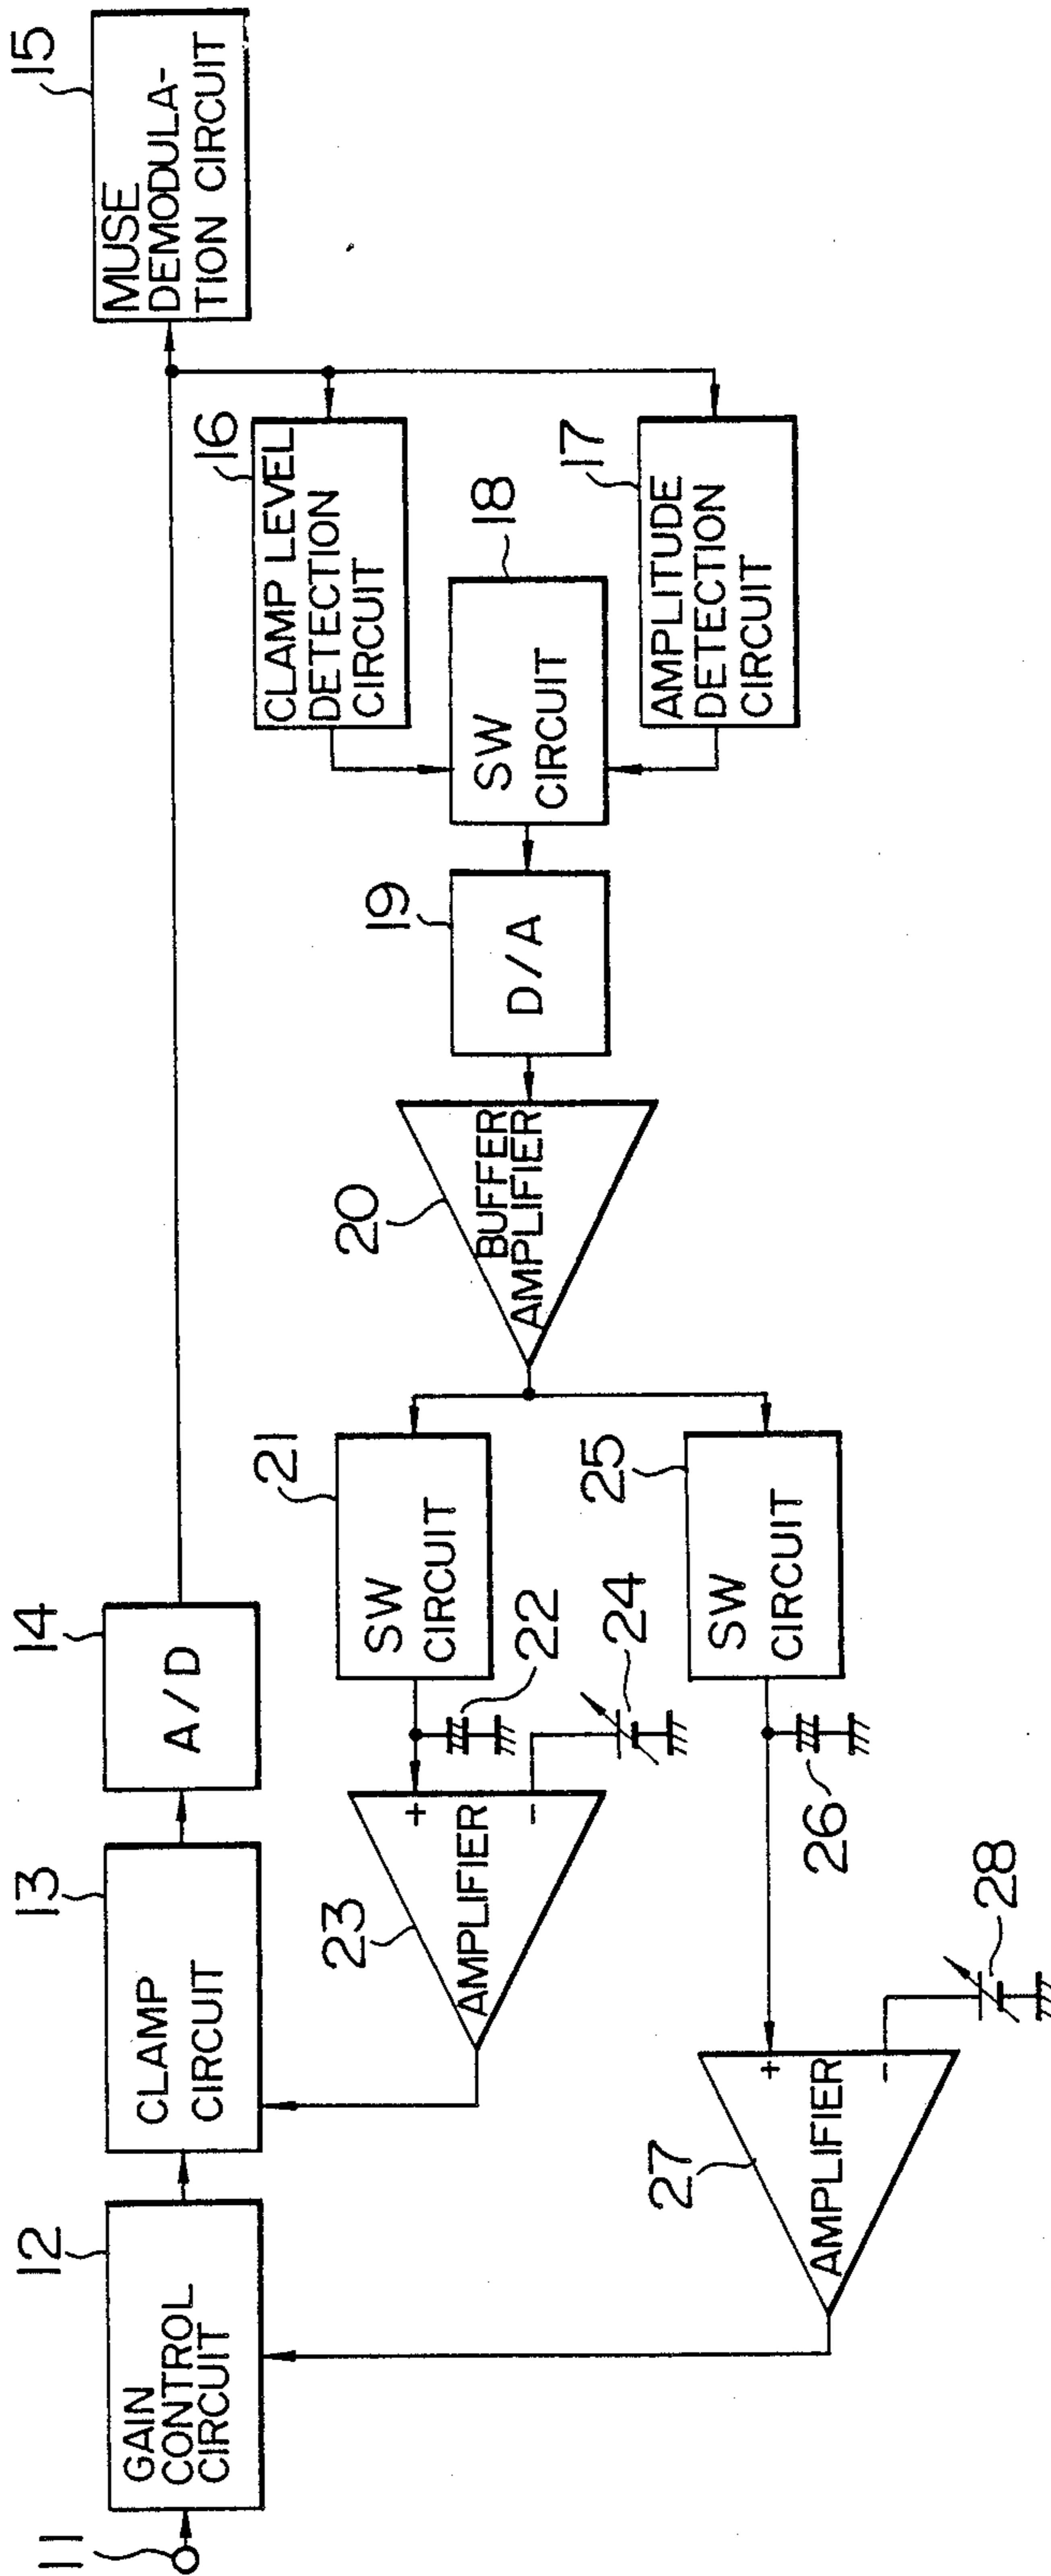 11
12
GAIN
CONTROL
CIRCUIT
13
CLAMP
CIRCUIT
14
A/D
15
MUSE
DEMODULA-
TION CIRCUIT
16
CLAMP LEVEL
DETECTION
CIRCUIT
17
AMPLITUDE
DETECTION
CIRCUIT
18
SW
CIRCUIT
19
D/A
20
BUFFER
AMPLIFIER
21
SW
CIRCUIT
22
23
AMPLIFIER
+
-
24
25
SW
CIRCUIT
26
27
AMPLIFIER
+
-
28